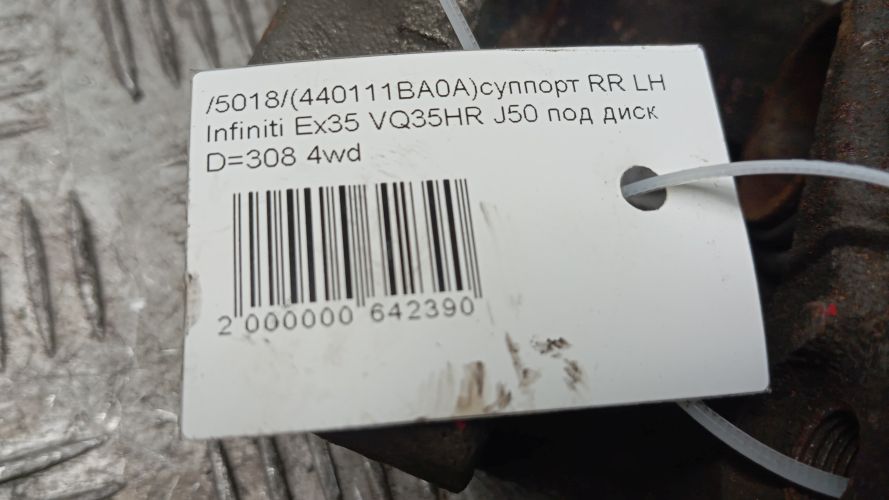 /5018/(440111BA0A)суппорт RR LH
Infiniti Ex35 VQ35HR J50 под диск
D=308 4wd
2 000000 642390